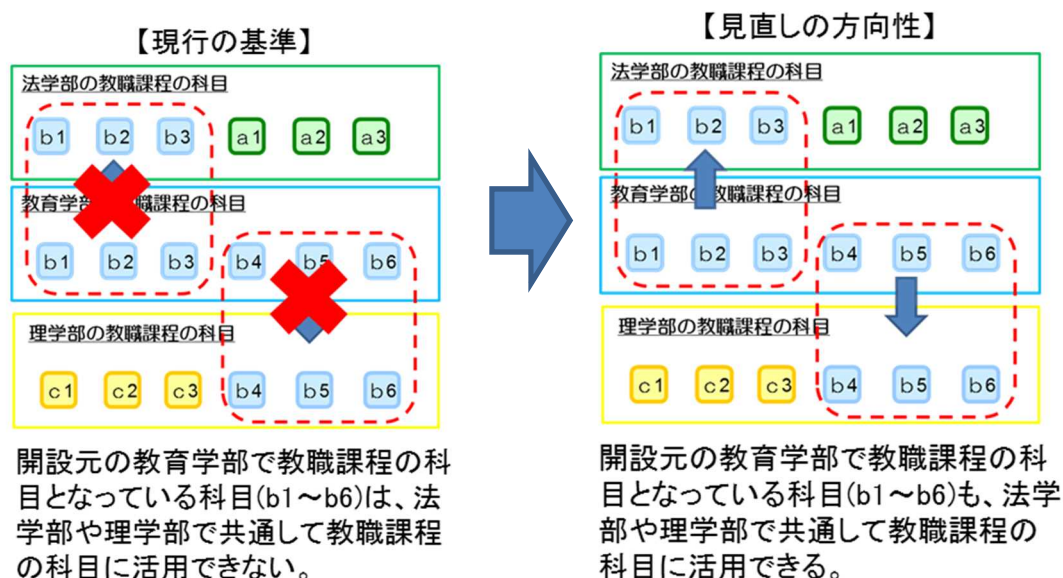 【現行の基準】
法学部の教職課程の科目
b1 b2 b3 a1 a2 a3
教育学 職課程の科目
b1 b2 b3 b4 b5 b6
理学部の教職課程の科目
c1 c2 c3 b4 b5 b6
開設元の教育学部で教職課程の科
目となっている科目(b1～b6)は、法
学部や理学部で共通して教職課程
の科目に活用できない。
【見直しの方向性】
法学部の教職課程の科目
b1 b2 b3 a1 a2 a3
教育学部の教職課程の科目
b1 b2 b3 b4 b5 b6
理学部の教職課程の科目
c1 c2 c3 b4 b5 b6
開設元の教育学部で教職課程の科
目となっている科目(b1～b6)も、法学
部や理学部で共通して教職課程の
科目に活用できる。